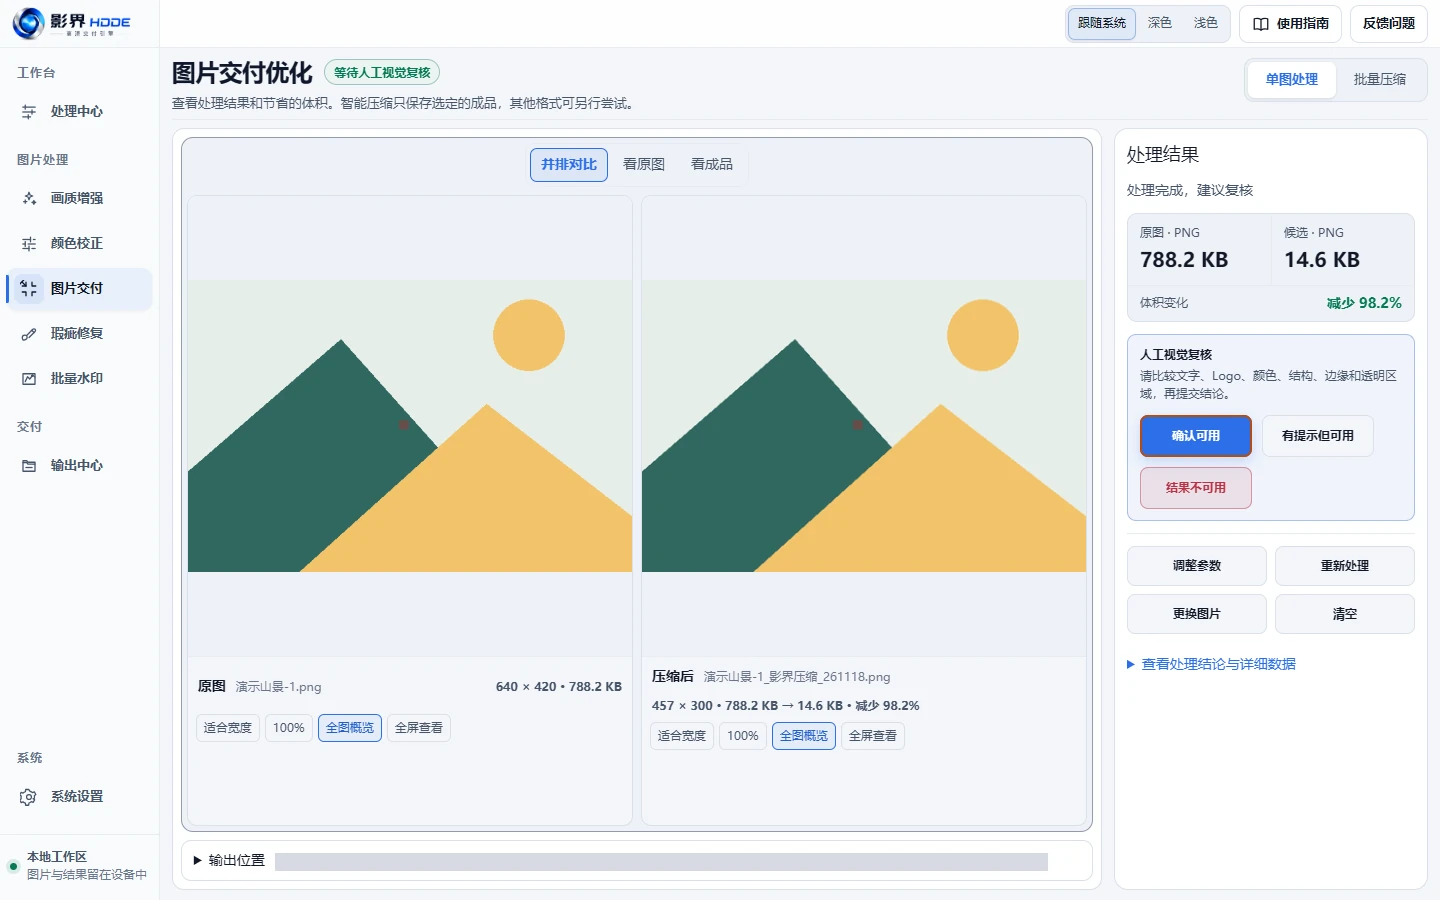 影界 HDDE
高清交付引擎
跟随系统
深色
浅色
使用指南
反馈问题
工作台
处理中心
图片处理
画质增强
颜色校正
图片交付
瑕疵修复
批量水印
交付
输出中心
系统
系统设置
本地工作区
图片与结果留在设备中
图片交付优化
等待人工视觉复核
查看处理结果和节省的体积。智能压缩只保存选定的成品，其他格式可另行尝试。
单图处理
批量压缩
并排对比
看原图
看成品
原图 演示山景-1.png
640 × 420 • 788.2 KB
适合宽度
100%
全图概览
全屏查看
压缩后 演示山景-1_影界压缩_261118.png
457 × 300 • 788.2 KB → 14.6 KB • 减少 98.2%
适合宽度
100%
全图概览
全屏查看
▶ 输出位置
处理结果
处理完成，建议复核
原图 · PNG
788.2 KB
候选 · PNG
14.6 KB
体积变化
减少 98.2%
人工视觉复核
请比较文字、Logo、颜色、结构、边缘和透明区
域，再提交结论。
确认可用
有提示但可用
结果不可用
调整参数
重新处理
更换图片
清空
▶ 查看处理结论与详细数据